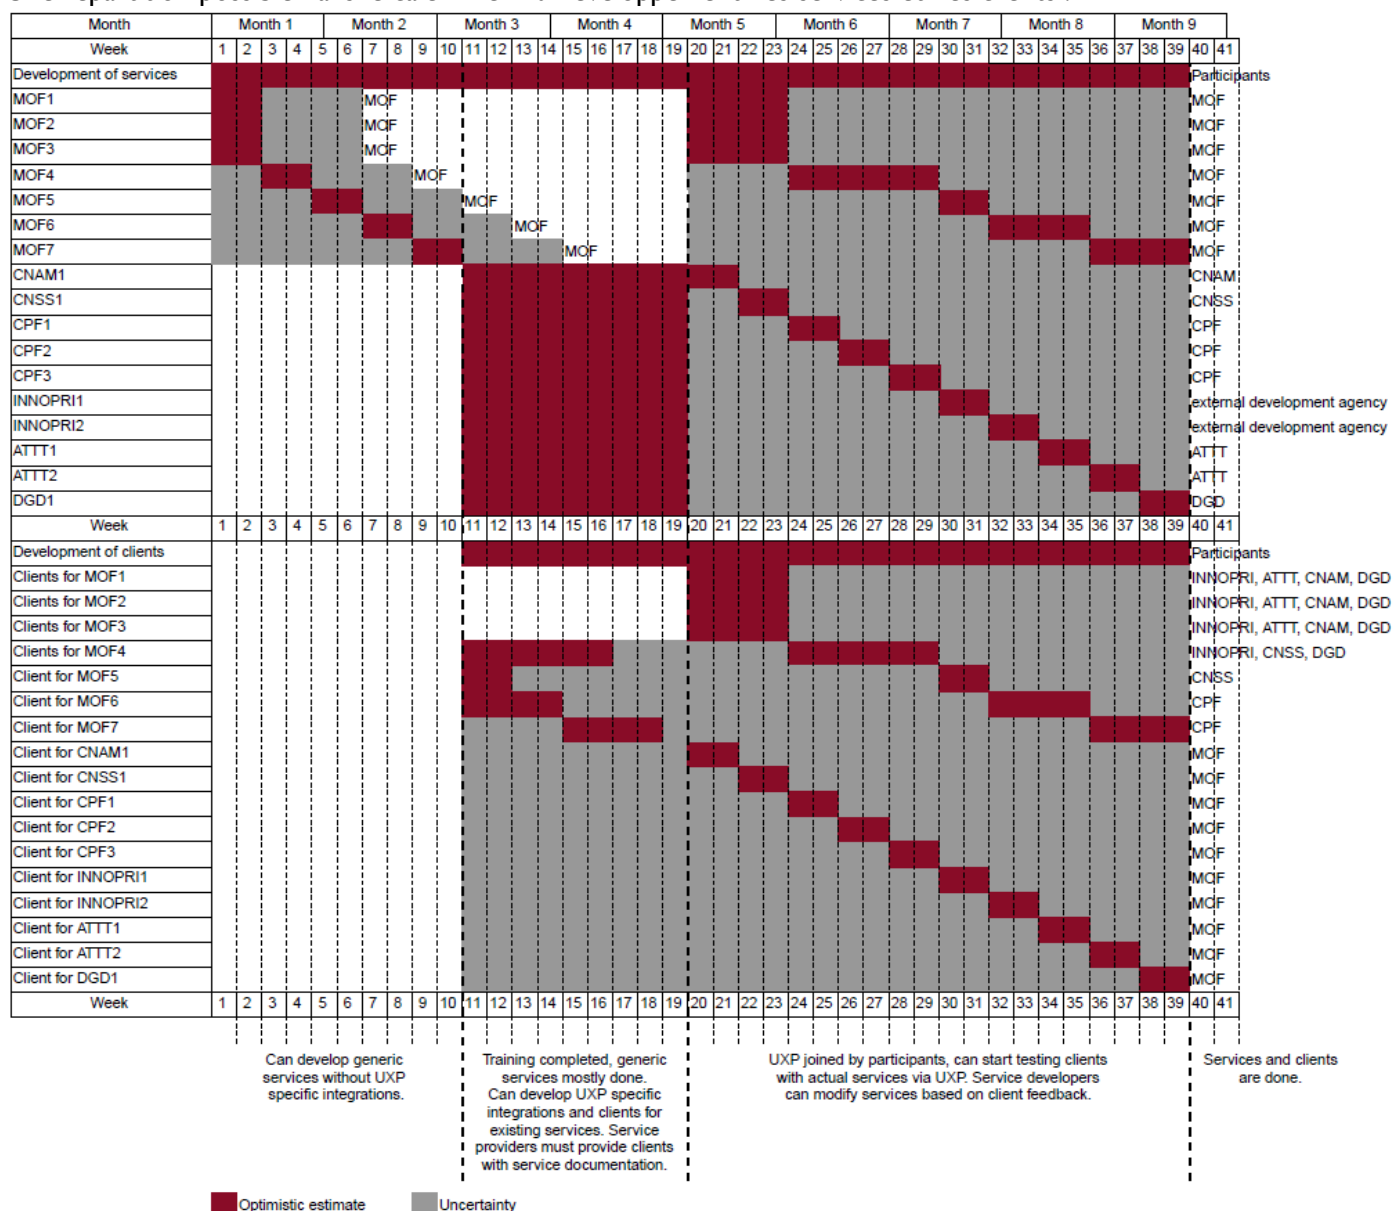 Month Month 1 Month 2 Month 3 Month 4 Month 5 Month 6 Month 7 Month 8 Month 9
Week 1 2 3 4 5 6 7 8 9 10 11 12 13 14 15 16 17 18 19 20 21 22 23 24 25 26 27 28 29 30 31 32 33 34 35 36 37 38 39 40 41
Development of services Participants
MOF1 MOF MOF
MOF2 MOF MOF
MOF3 MOF MOF
MOF4 MOF MOF
MOF5 MOF MOF
MOF6 MOF MOF
MOF7 MOF MOF
CNAM1 CNAM
CNSS1 CNSS
CPF1 CPF
CPF2 CPF
CPF3 CPF
INNOPRI1 external development agency
INNOPRI2 external development agency
ATTT1 ATTT
ATTT2 ATTT
DGD1 DGD
Week 1 2 3 4 5 6 7 8 9 10 11 12 13 14 15 16 17 18 19 20 21 22 23 24 25 26 27 28 29 30 31 32 33 34 35 36 37 38 39 40 41
Development of clients Participants
Clients for MOF1 INNOPRI, ATTT, CNAM, DGD
Clients for MOF2 INNOPRI, ATTT, CNAM, DGD
Clients for MOF3 INNOPRI, ATTT, CNAM, DGD
Clients for MOF4 INNOPRI, CNSS, DGD
Client for MOF5 CNSS
Client for MOF6 CPF
Client for MOF7 CPF
Client for CNAM1 MOF
Client for CNSS1 MOF
Client for CPF1 MOF
Client for CPF2 MOF
Client for CPF3 MOF
Client for INNOPRI1 MOF
Client for INNOPRI2 MOF
Client for ATTT1 MOF
Client for ATTT2 MOF
Client for DGD1 MOF
Week 1 2 3 4 5 6 7 8 9 10 11 12 13 14 15 16 17 18 19 20 21 22 23 24 25 26 27 28 29 30 31 32 33 34 35 36 37 38 39 40 41
Can develop generic
services without UXP
specific integrations.
Training completed, generic
services mostly done.
Can develop UXP specific
integrations and clients for
existing services. Service
providers must provide clients
with service documentation.
UXP joined by participants, can start testing clients
with actual services via UXP. Service developers
can modify services based on client feedback.
Services and clients
are done.
Optimistic estimate Uncertainty